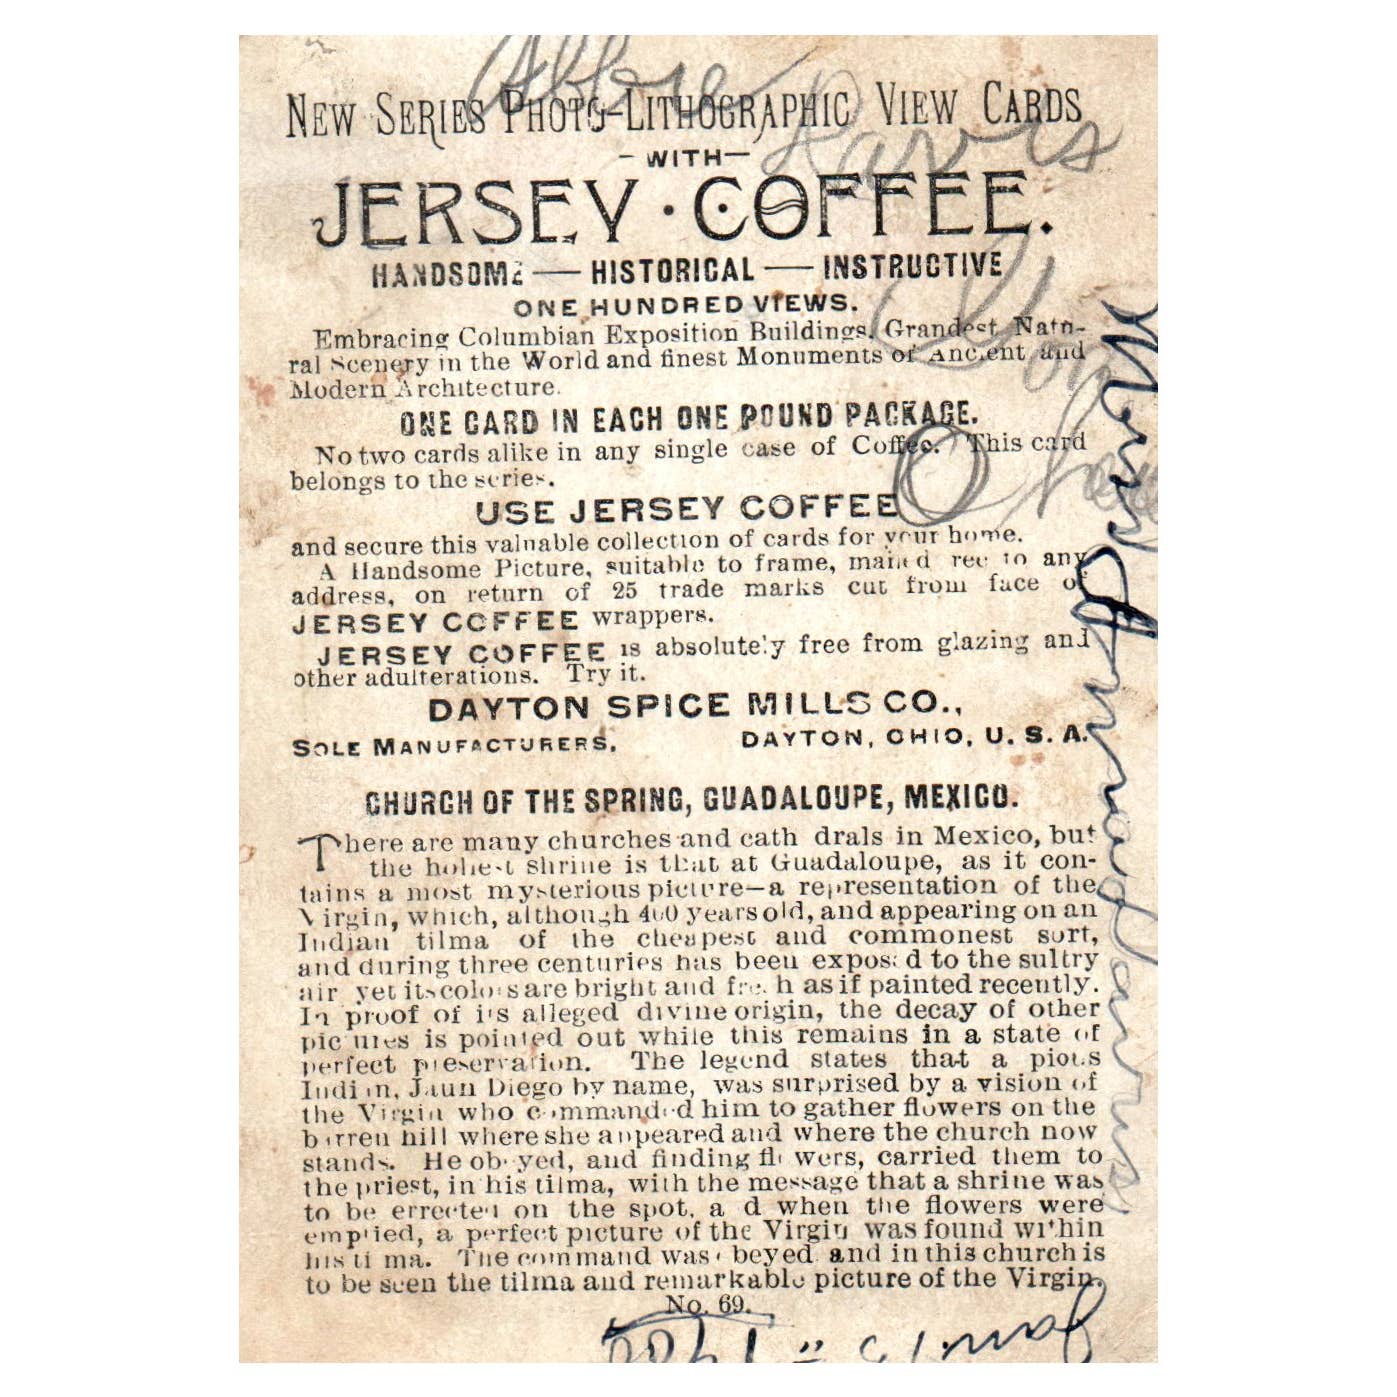 Abbie
Davis
NEW SERIES PHOTO-LITHOGRAPHIC VIEW CARDS
– WITH –
JERSEY · COFFEE.
HANDSOME — HISTORICAL — INSTRUCTIVE
ONE HUNDRED VIEWS.
Embracing Columbian Exposition Buildings, Grandest Natu-
ral Scenery in the World and finest Monuments of Ancient and
Modern Architecture.
ONE CARD IN EACH ONE POUND PACKAGE.
No two cards alike in any single case of Coffee. This card
belongs to the series.
USE JERSEY COFFEE
and secure this valuable collection of cards for your home.
A Handsome Picture, suitable to frame, mailed free to any
address, on return of 25 trade marks cut from face of
JERSEY COFFEE wrappers.
JERSEY COFFEE is absolutely free from glazing and
other adulterations. Try it.
DAYTON SPICE MILLS CO.,
SOLE MANUFACTURERS. DAYTON, OHIO, U. S. A.
CHURCH OF THE SPRING, GUADALOUPE, MEXICO.
There are many churches and cathedrals in Mexico, but
the holiest shrine is that at Guadaloupe, as it con-
tains a most mysterious picture—a representation of the
Virgin, which, although 400 years old, and appearing on an
Indian tilma of the cheapest and commonest sort,
and during three centuries has been exposed to the sultry
air yet its colors are bright and fresh as if painted recently.
In proof of its alleged divine origin, the decay of other
pictures is pointed out while this remains in a state of
perfect preservation. The legend states that a pious
Indian, Jaun Diego by name, was surprised by a vision of
the Virgin who commanded him to gather flowers on the
barren hill where she appeared and where the church now
stands. He obeyed, and finding flowers, carried them to
the priest, in his tilma, with the message that a shrine was
to be errected on the spot, and when the flowers were
emptied, a perfect picture of the Virgin was found within
his tilma. The command was obeyed and in this church is
to be seen the tilma and remarkable picture of the Virgin.
No. 69.